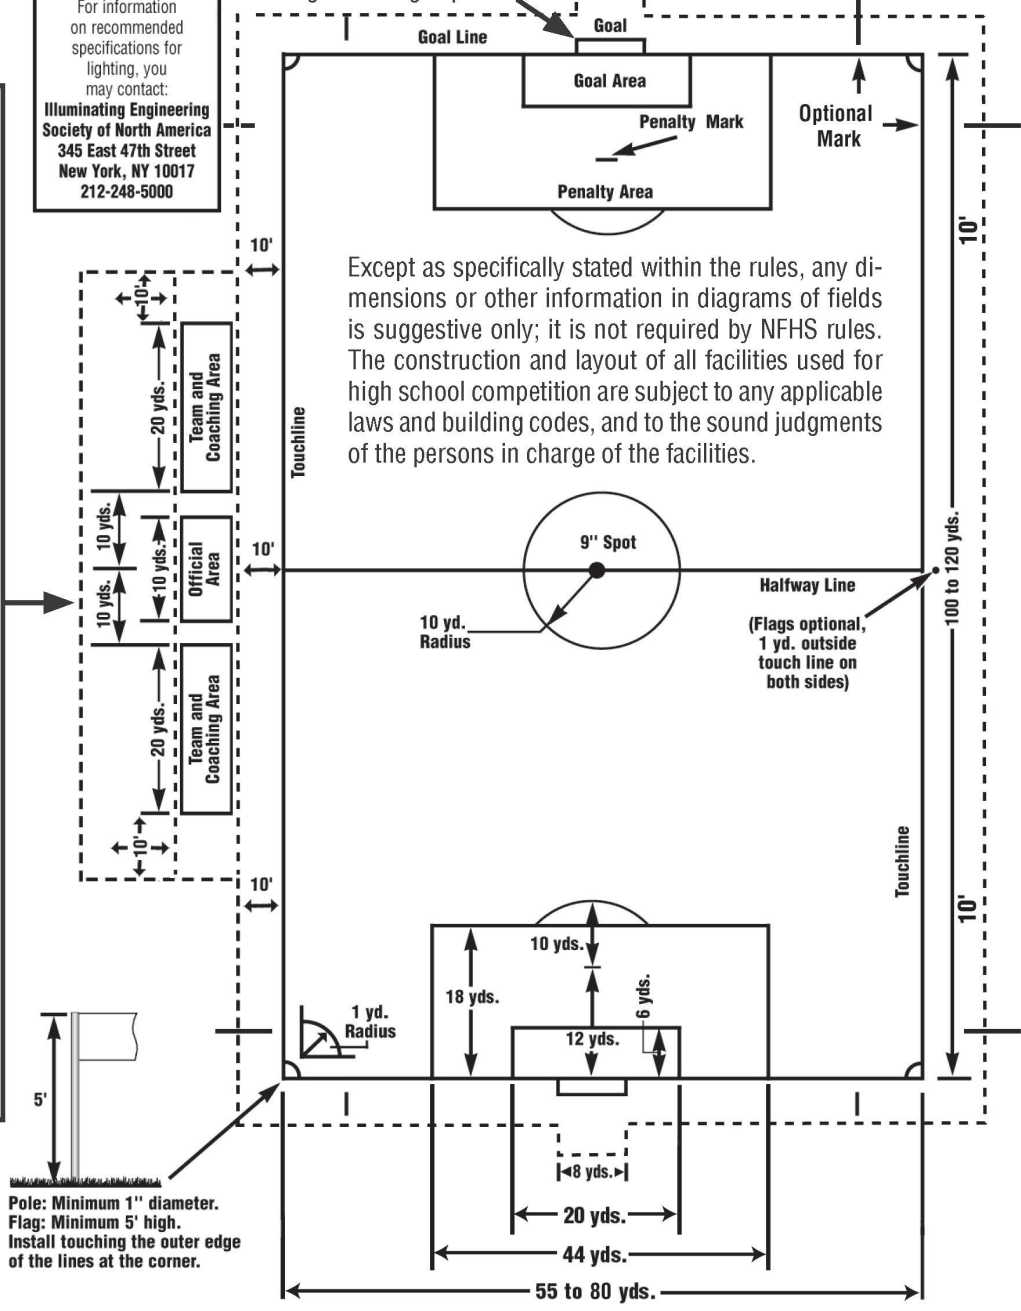 For information
on recommended
specifications for
lighting, you
may contact:
Illuminating Engineering
Society of North America
345 East 47th Street
New York, NY 10017
212-248-5000
Goal Line
Goal
Goal Area
Penalty Mark
Penalty Area
Optional
Mark
10'
10'
Except as specifically stated within the rules, any di-
mensions or other information in diagrams of fields
is suggestive only; it is not required by NFHS rules.
The construction and layout of all facilities used for
high school competition are subject to any applicable
laws and building codes, and to the sound judgments
of the persons in charge of the facilities.
10'
20 yds.
Team and
Coaching Area
Touchline
10 yds.
10 yds.
10 yds.
Official
Area
10'
9" Spot
10 yd.
Radius
Halfway Line
(Flags optional,
1 yd. outside
touch line on
both sides)
100 to 120 yds.
20 yds.
Team and
Coaching Area
10'
10'
Touchline
10'
10 yds.
18 yds.
12 yds.
6 yds.
1 yd.
Radius
5'
Pole: Minimum 1" diameter.
Flag: Minimum 5' high.
Install touching the outer edge
of the lines at the corner.
8 yds.
20 yds.
44 yds.
55 to 80 yds.